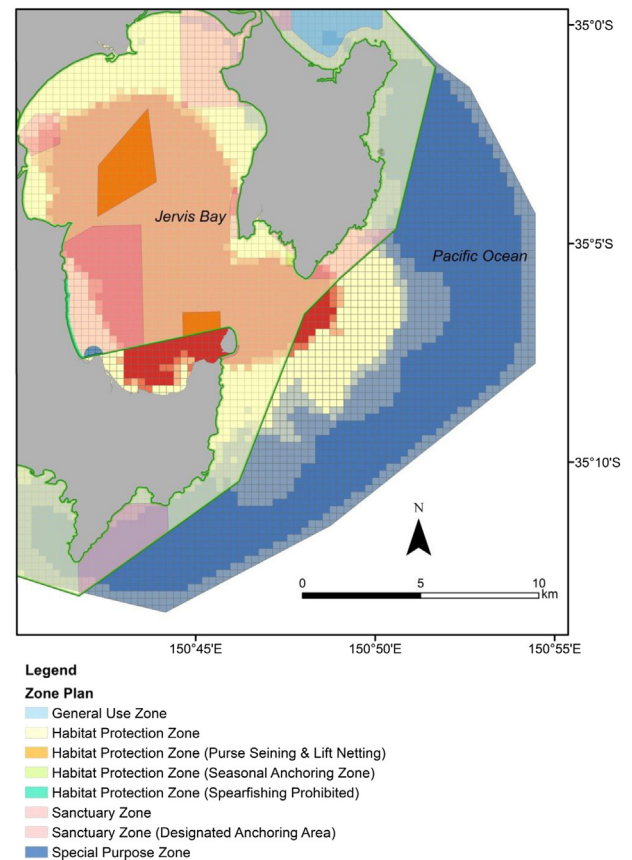 35°0'S
Jervis Bay
35°5'S
Pacific Ocean
35°10'S
N
0 5 10
km
150°45'E 150°50'E 150°55'E
Legend
Zone Plan
General Use Zone
Habitat Protection Zone
Habitat Protection Zone (Purse Seining & Lift Netting)
Habitat Protection Zone (Seasonal Anchoring Zone)
Habitat Protection Zone (Spearfishing Prohibited)
Sanctuary Zone
Sanctuary Zone (Designated Anchoring Area)
Special Purpose Zone